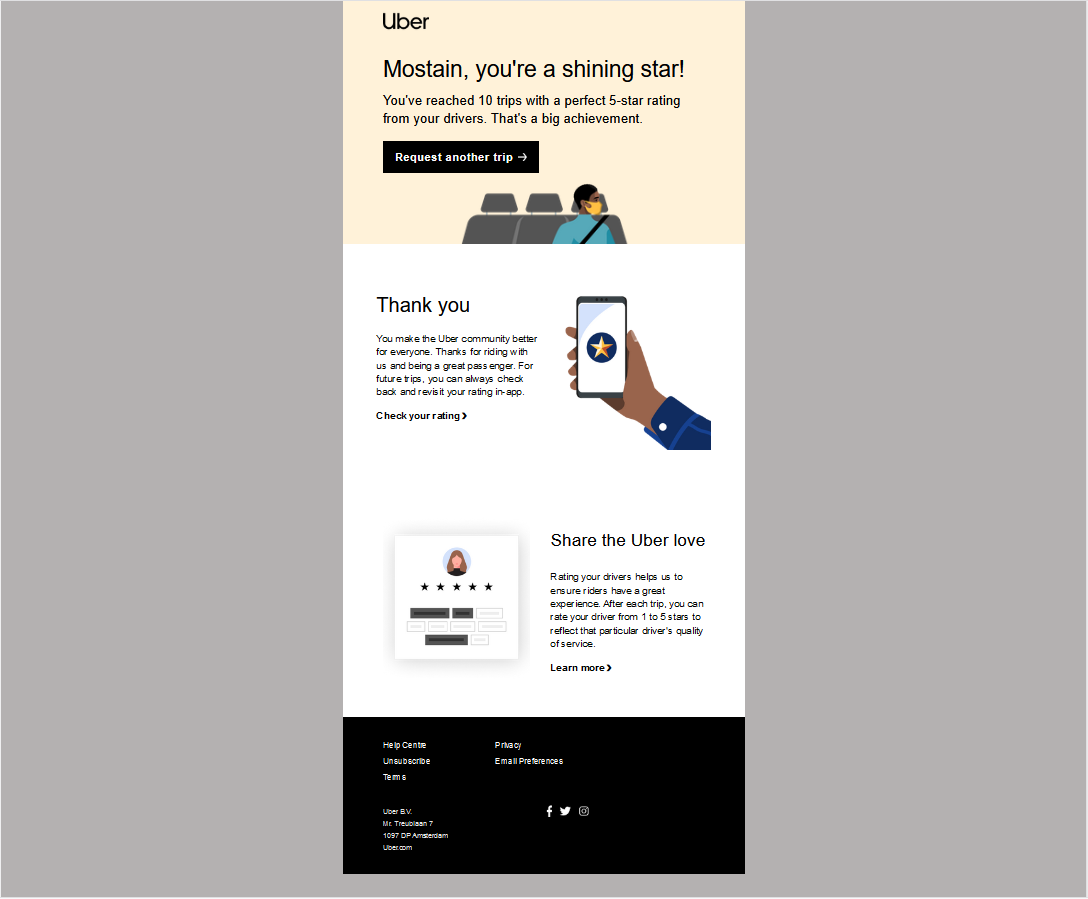 Uber
Mostain, you're a shining star!
You've reached 10 trips with a perfect 5-star rating
from your drivers. That's a big achievement.
Request another trip →
Thank you
You make the Uber community better
for everyone. Thanks for riding with
us and being a great passenger. For
future trips, you can always check
back and revisit your rating in-app.
Check your rating ❯
Share the Uber love
Rating your drivers helps us to
ensure riders have a great
experience. After each trip, you can
rate your driver from 1 to 5 stars to
reflect that particular driver's quality
of service.
Learn more ❯
Help Centre
Unsubscribe
Terms
Privacy
Email Preferences
Uber B.V.
Mr. Treublaan 7
1097 DP Amsterdam
Uber.com